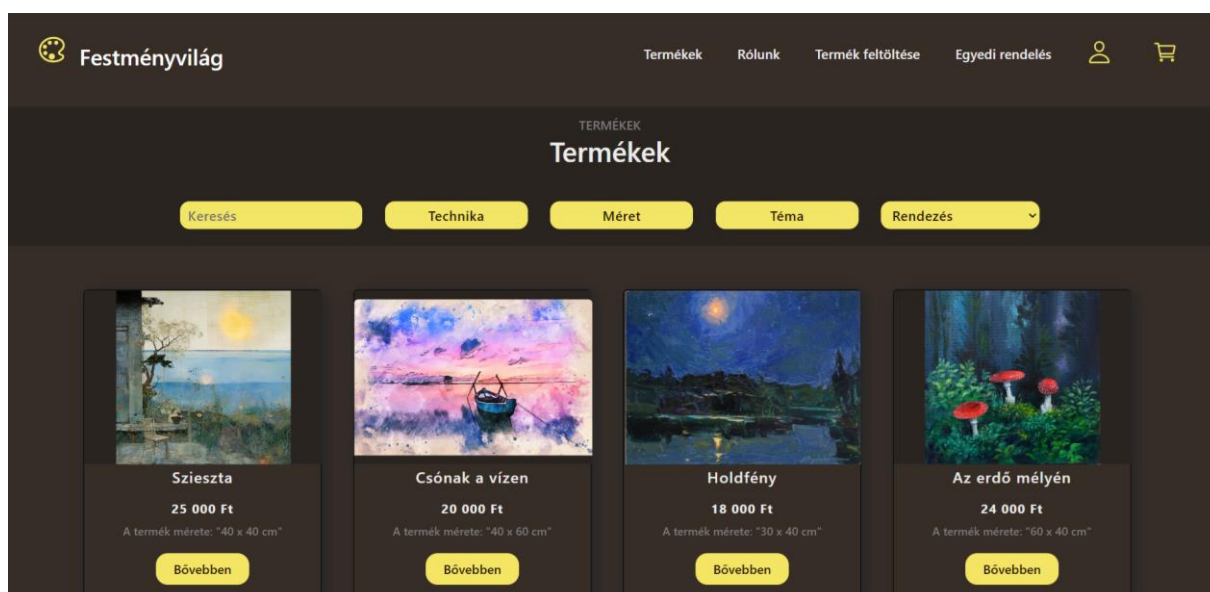 Festményvilág
Termékek Rólunk Termék feltöltése Egyedi rendelés
TERMÉKEK
Termékek
Keresés Technika Méret Téma Rendezés
Szieszta
25 000 Ft
A termék mérete: "40 x 40 cm"
Bővebben
Csónak a vízen
20 000 Ft
A termék mérete: "40 x 60 cm"
Bővebben
Holdfény
18 000 Ft
A termék mérete: "30 x 40 cm"
Bővebben
Az erdő mélyén
24 000 Ft
A termék mérete: "60 x 40 cm"
Bővebben